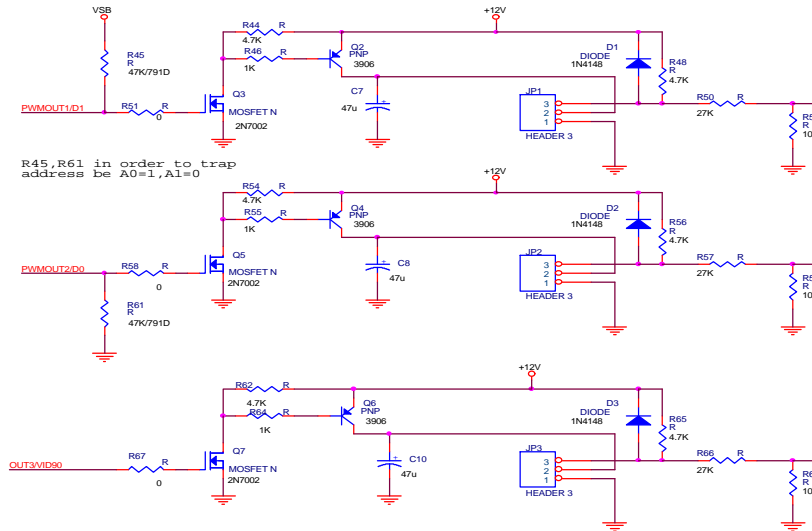 VSB
+12V
R44 R
4.7K
R46 R
1K
Q2
PNP
3906
D1
DIODE
1N4148
R48
R
4.7K
R45
R
47K/791D
Q3
MOSFET N
2N7002
C7
47u
JP1
3
2
1
HEADER 3
R50 R
27K
PWMOUT1/D1
R51 R
0
R
R45,R61 in order to trap
address be A0=1,A1=0
+12V
R54 R
4.7K
R55 R
1K
Q4
PNP
3906
D2
DIODE
1N4148
R56
R
4.7K
Q5
MOSFET N
2N7002
C8
47u
JP2
3
2
1
HEADER 3
R57 R
27K
PWMOUT2/D0
R58 R
0
R61
R
47K/791D
R
+12V
R62 R
4.7K
R64 R
1K
Q6
PNP
3906
D3
DIODE
1N4148
R65
R
4.7K
Q7
MOSFET N
2N7002
C10
47u
JP3
3
2
1
HEADER 3
R66 R
27K
OUT3/VID90
R67 R
0
R